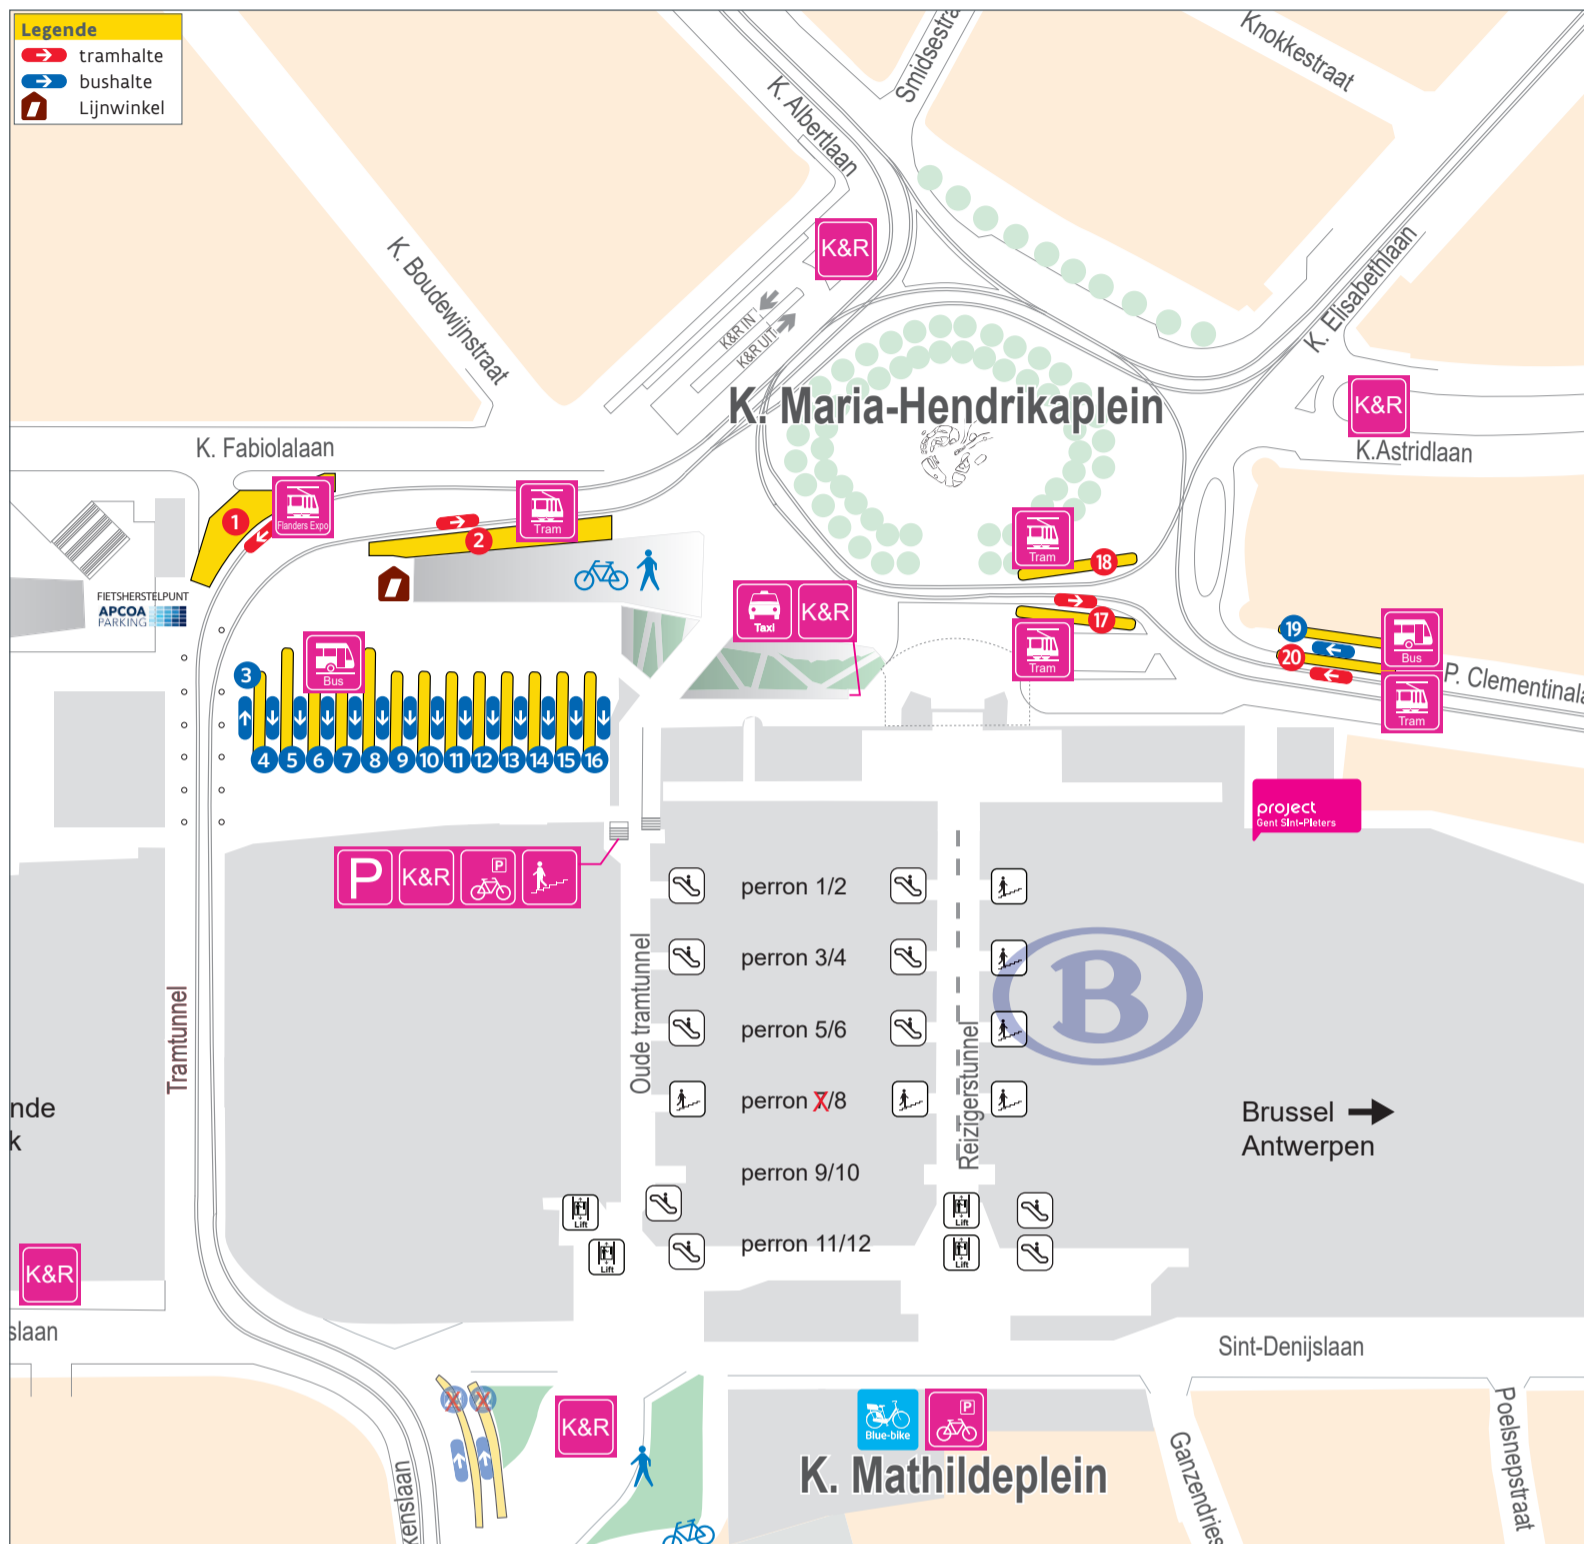 Legende
tramhalte
bushalte
Lijnwinkel
Smidsestra
Knokkestraat
K. Albertlaan
K&R
K. Boudewijnstraat
K&R IN
K&R UIT
K. Elisabethlaan
K. Maria-Hendrikaplein
K&R
K.Astridlaan
K. Fabiolalaan
1
Flanders Expo
2
Tram
Tram
18
FIETSHERSTELPUNT
APCOA
PARKING
Taxi
K&R
17
Tram
19
20
Bus
Tram
P. Clementinala
3
Bus
4
5
6
7
8
9
10
11
12
13
14
15
16
project
Gent Sint-Pieters
P
K&R
P
perron 1/2
perron 3/4
perron 5/6
perron 7/8
perron 9/10
perron 11/12
Tramtunnel
Oude tramtunnel
Reizigerstunnel
B
nde
k
Brussel
Antwerpen
Lift
Lift
Lift
Lift
K&R
slaan
Sint-Denijslaan
K&R
kenslaan
Blue-bike
P
K. Mathildeplein
Ganzendries
Poelsnepstraat